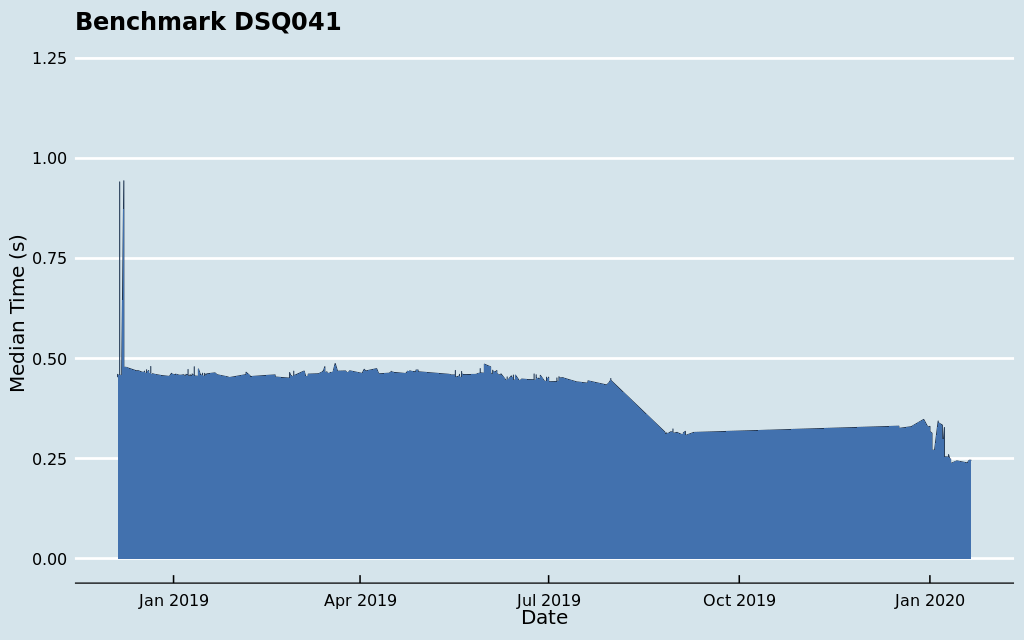 Benchmark DSQ041
1.25
1.00
0.75
0.50
0.25
0.00
Median Time (s)
Jan 2019
Apr 2019
Jul 2019
Oct 2019
Jan 2020
Date